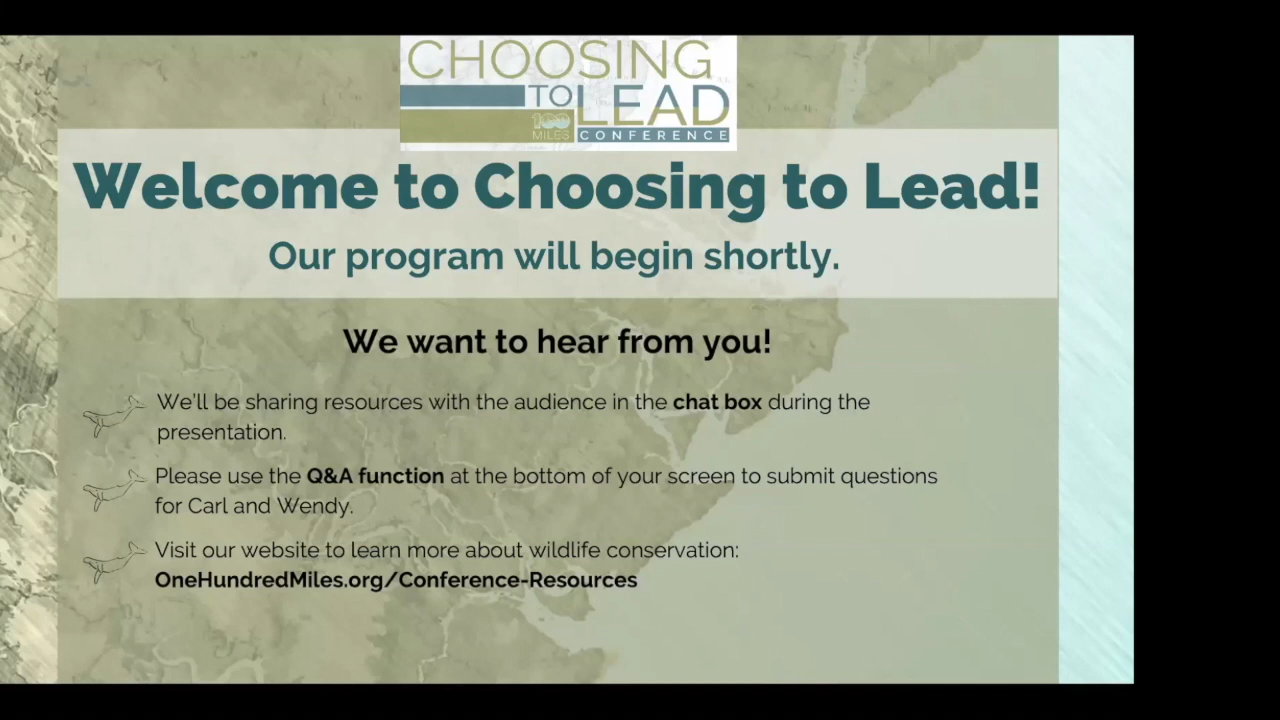 CHOOSING
TO LEAD
100
MILES CONFERENCE
Welcome to Choosing to Lead!
Our program will begin shortly.
We want to hear from you!
We'll be sharing resources with the audience in the chat box during the
presentation.
Please use the Q&A function at the bottom of your screen to submit questions
for Carl and Wendy.
Visit our website to learn more about wildlife conservation:
OneHundredMiles.org/Conference-Resources